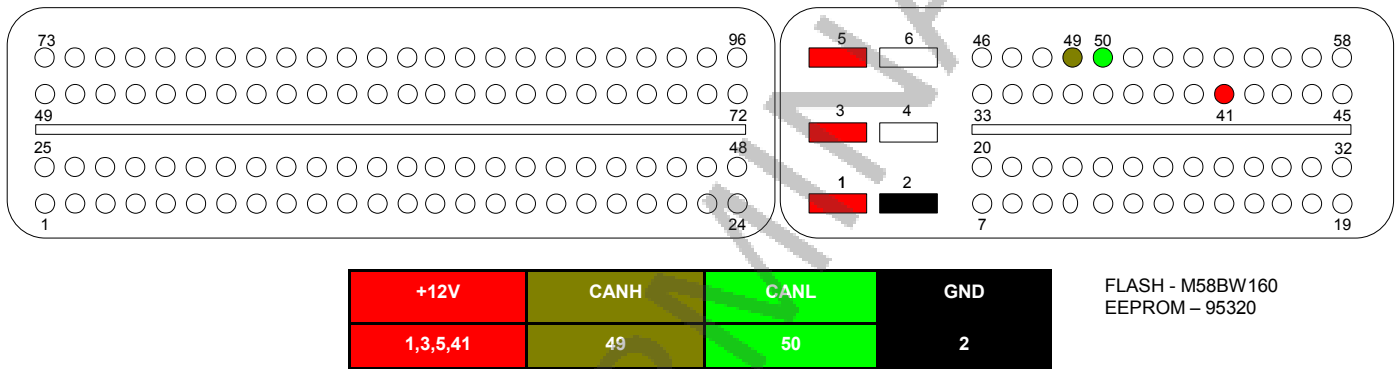 73 96 5 6 46 49 50 58
49 72 3 4 33 41 45
25 48 20 32
1 2
1 24 7 19
+12V CANH CANL GND
1,3,5,41 49 50 2
FLASH - M58BW160
EEPROM – 95320